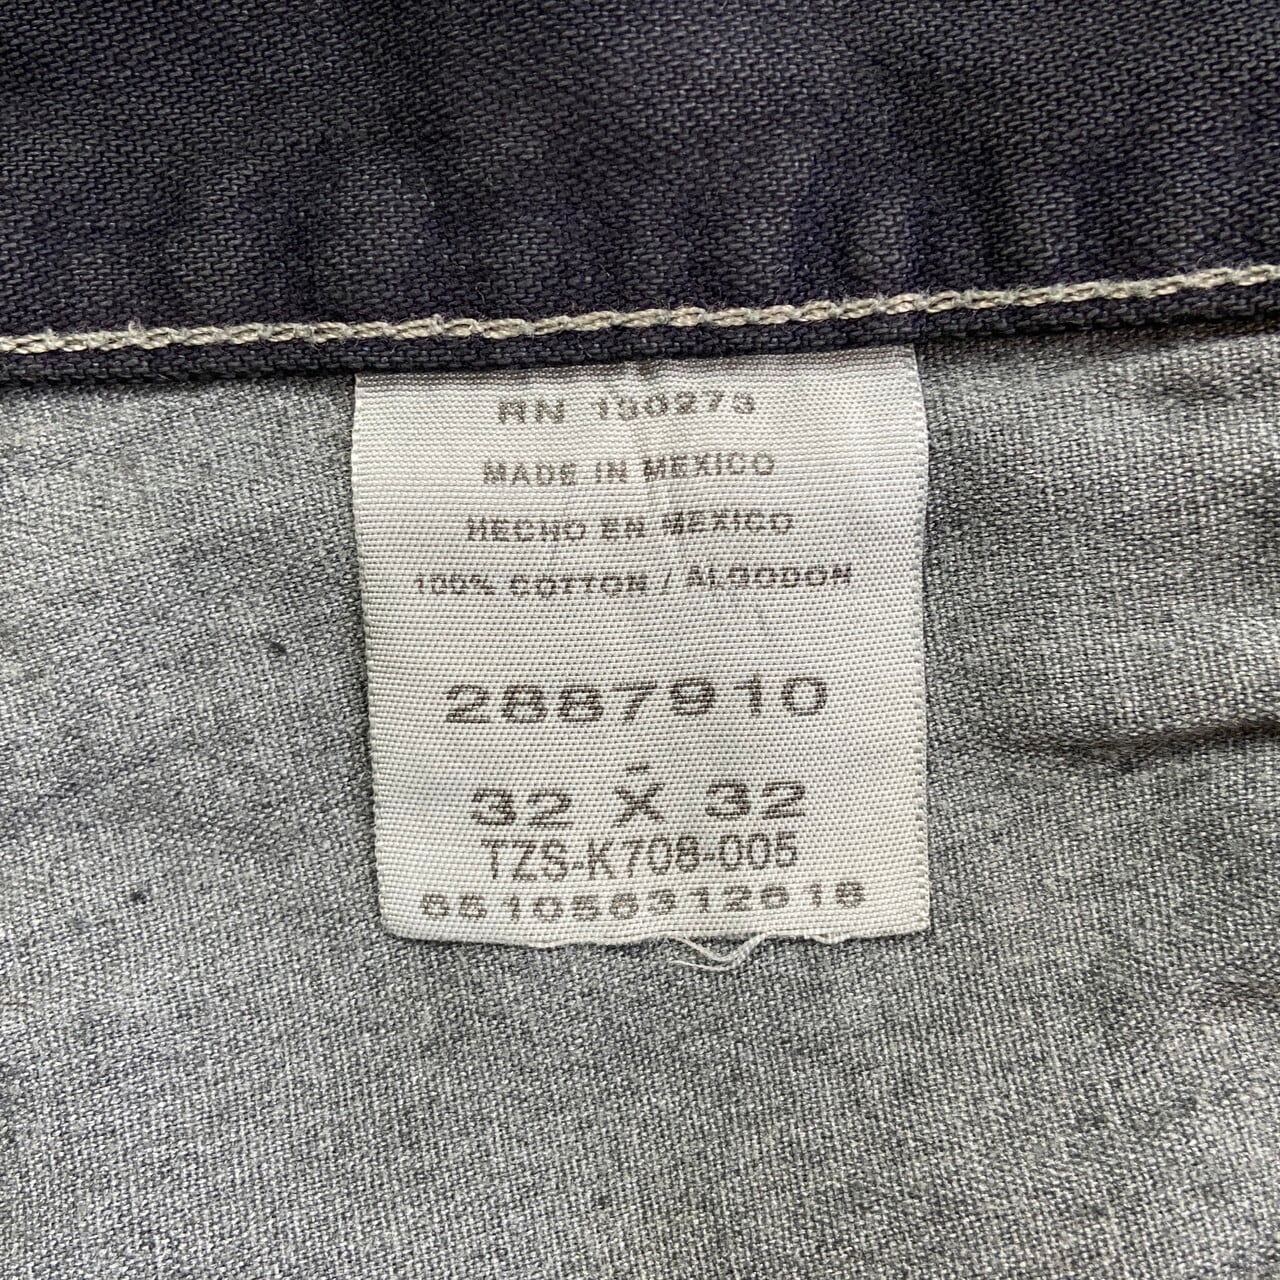 RN 130273
MADE IN MEXICO
HECHO EN MEXICO
100% COTTON / ALGODON
2887910
32 X 32
TZS-K708-005